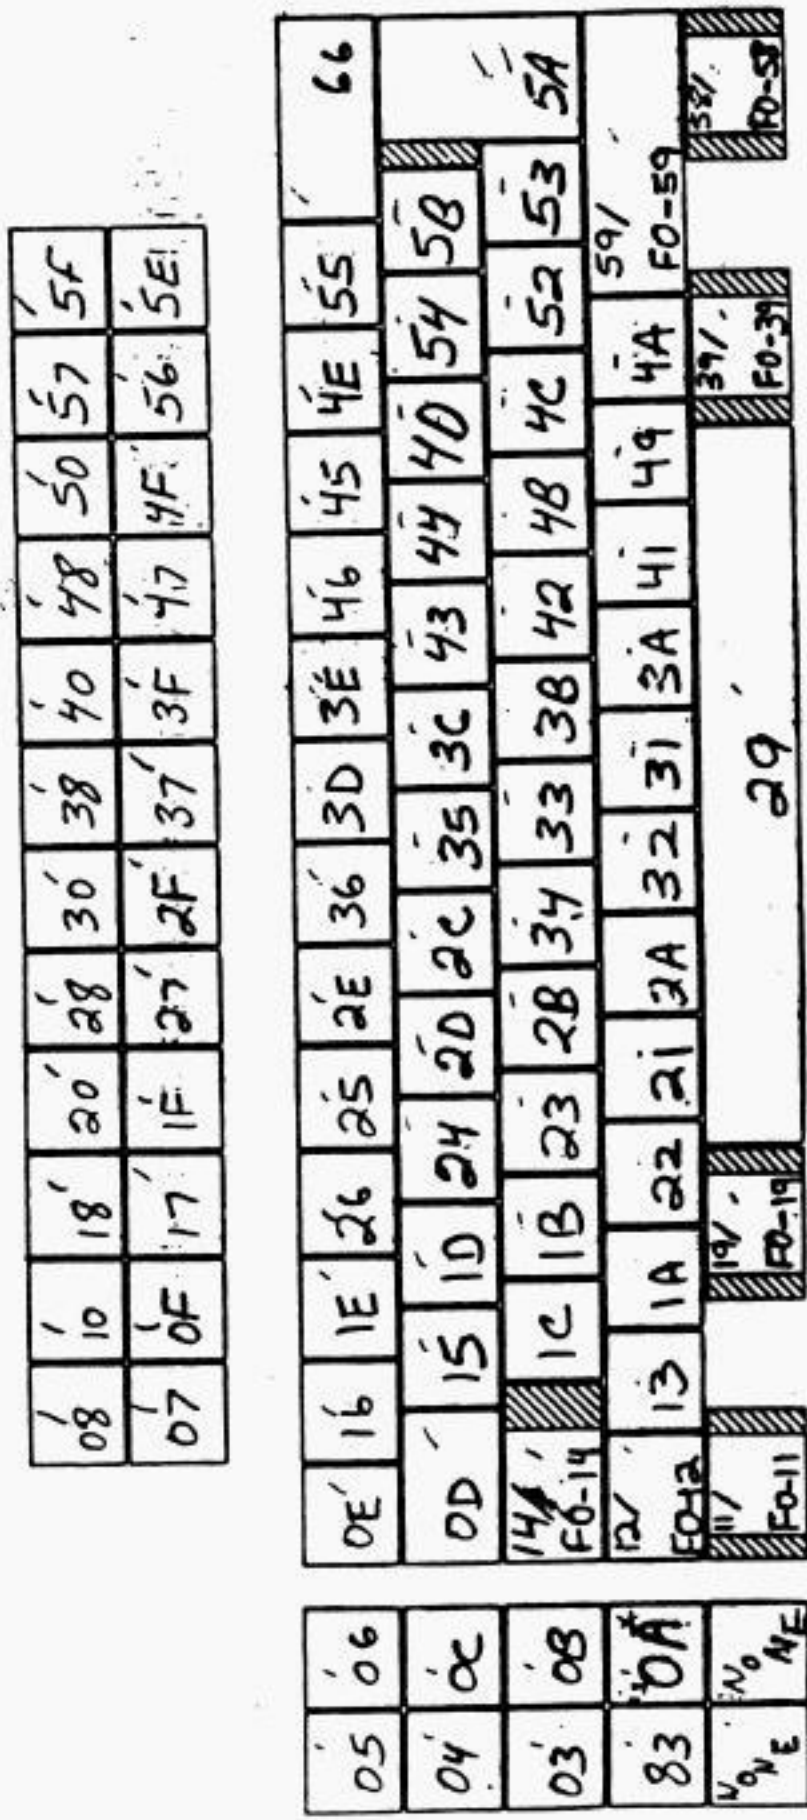 08 10 18 20 28 30 38 40 48 50 57 5F
07 0F 17 1F 27 2F 37 3F 47 4F 56 5E
05 06 0E 16 1E 26 25 2E 36 3D 3E 46 45 4E 55 66
04 0C 0D 15 1D 24 2D 2C 35 3C 43 44 4D 54 5B 5A
03 0B 14/ F0-14 1C 1B 23 2B 34 33 3B 42 4B 4C 52 53
83 0A* 12/ F0-12 13 1A 22 21 2A 32 31 3A 41 49 4A 59/ F0-59
NONE NONE 11/ F0-11 19/ F0-19 29 39/ F0-39 58/ F0-58